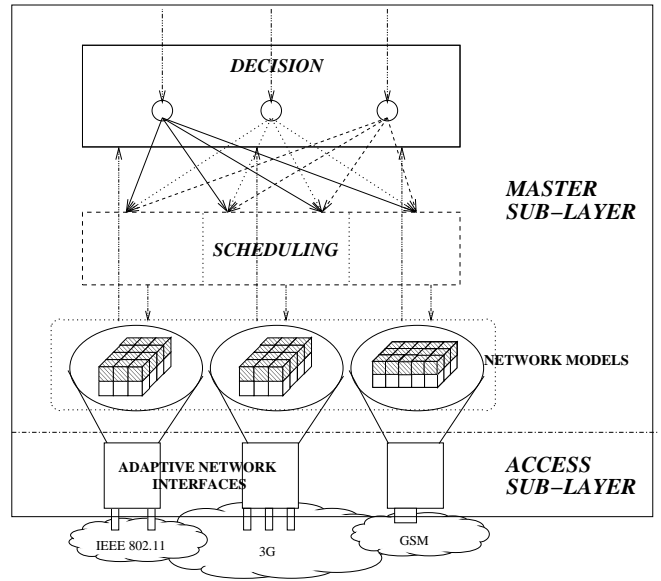 DECISION
MASTER
SUB-LAYER
SCHEDULING
NETWORK MODELS
ADAPTIVE NETWORK
INTERFACES
ACCESS
SUB-LAYER
IEEE 802.11
3G
GSM